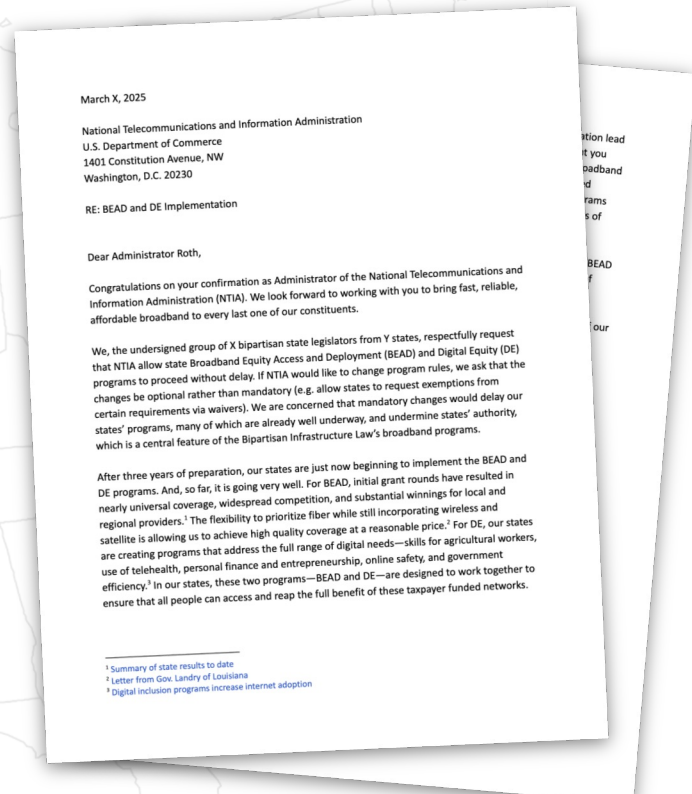 March X, 2025
National Telecommunications and Information Administration
U.S. Department of Commerce
1401 Constitution Avenue, NW
Washington, D.C. 20230
RE: BEAD and DE Implementation
Dear Administrator Roth,
Congratulations on your confirmation as Administrator of the National Telecommunications and
Information Administration (NTIA). We look forward to working with you to bring fast, reliable,
affordable broadband to every last one of our constituents.
We, the undersigned group of X bipartisan state legislators from Y states, respectfully request
that NTIA allow state Broadband Equity Access and Deployment (BEAD) and Digital Equity (DE)
programs to proceed without delay. If NTIA would like to change program rules, we ask that the
changes be optional rather than mandatory (e.g. allow states to request exemptions from
certain requirements via waivers). We are concerned that mandatory changes would delay our
states' programs, many of which are already well underway, and undermine states' authority,
which is a central feature of the Bipartisan Infrastructure Law's broadband programs.
After three years of preparation, our states are just now beginning to implement the BEAD and
DE programs. And, so far, it is going very well. For BEAD, initial grant rounds have resulted in
nearly universal coverage, widespread competition, and substantial winnings for local and
regional providers.¹ The flexibility to prioritize fiber while still incorporating wireless and
satellite is allowing us to achieve high quality coverage at a reasonable price.² For DE, our states
are creating programs that address the full range of digital needs—skills for agricultural workers,
use of telehealth, personal finance and entrepreneurship, online safety, and government
efficiency.³ In our states, these two programs—BEAD and DE—are designed to work together to
ensure that all people can access and reap the full benefit of these taxpayer funded networks.
¹ Summary of state results to date
² Letter from Gov. Landry of Louisiana
³ Digital inclusion programs increase internet adoption
lead
you
of
BEAD
our